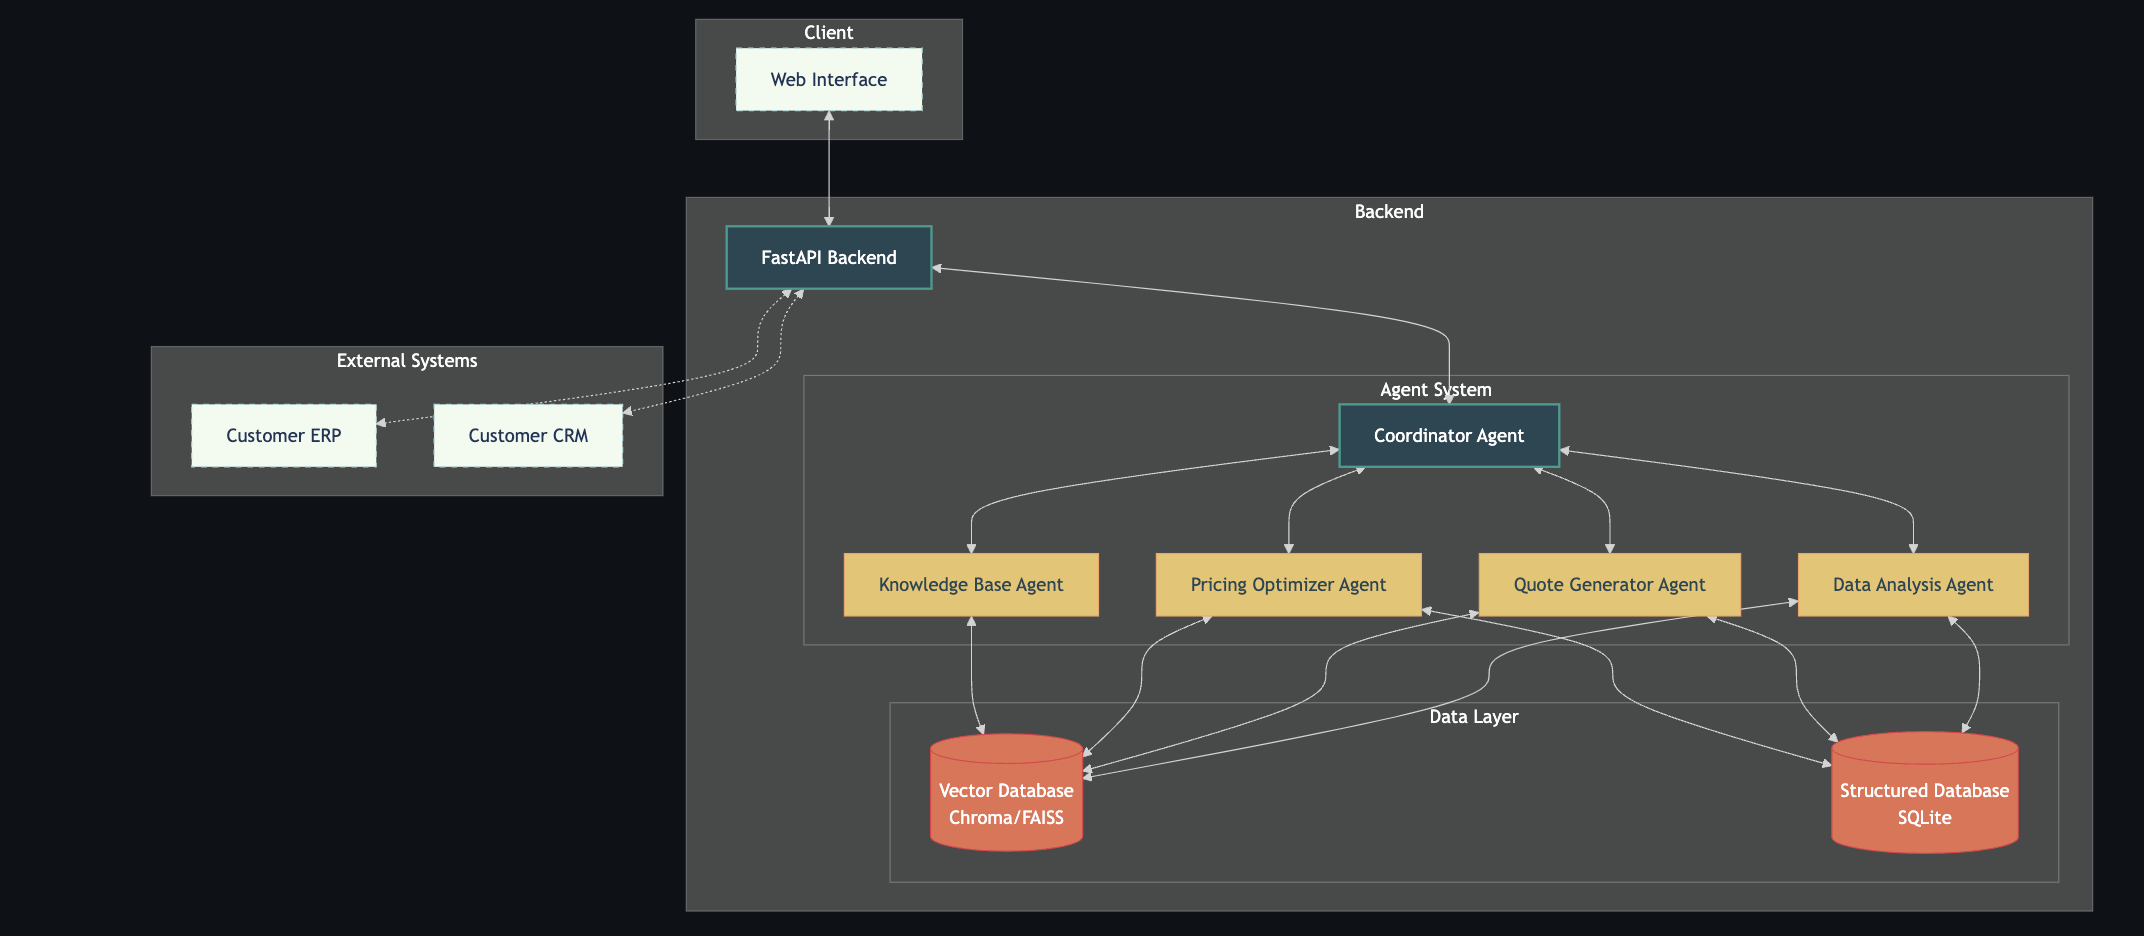 Client
Web Interface
Backend
FastAPI Backend
External Systems
Customer ERP
Customer CRM
Agent System
Coordinator Agent
Knowledge Base Agent
Pricing Optimizer Agent
Quote Generator Agent
Data Analysis Agent
Data Layer
Vector Database
Chroma/FAISS
Structured Database
SQLite